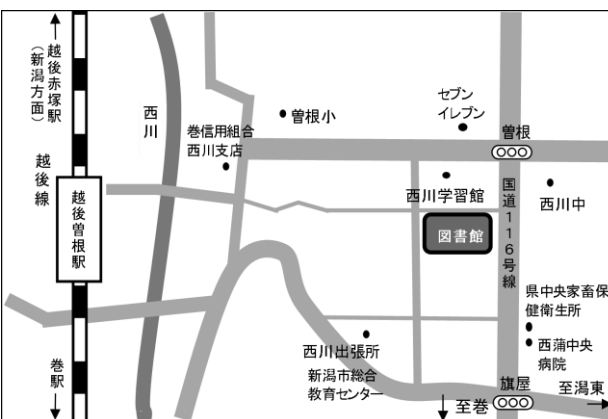 越後赤塚駅
（新潟方面）
越後線
越後曽根駅
巻駅
西川
巻信用組合
西川支店
曽根小
セブン
イレブン
曽根
西川学習館
西川中
図書館
国道116号線
県中央家畜保
健衛生所
西蒲中央
病院
西川出張所
新潟市総合
教育センター
旗屋
至巻
至潟東